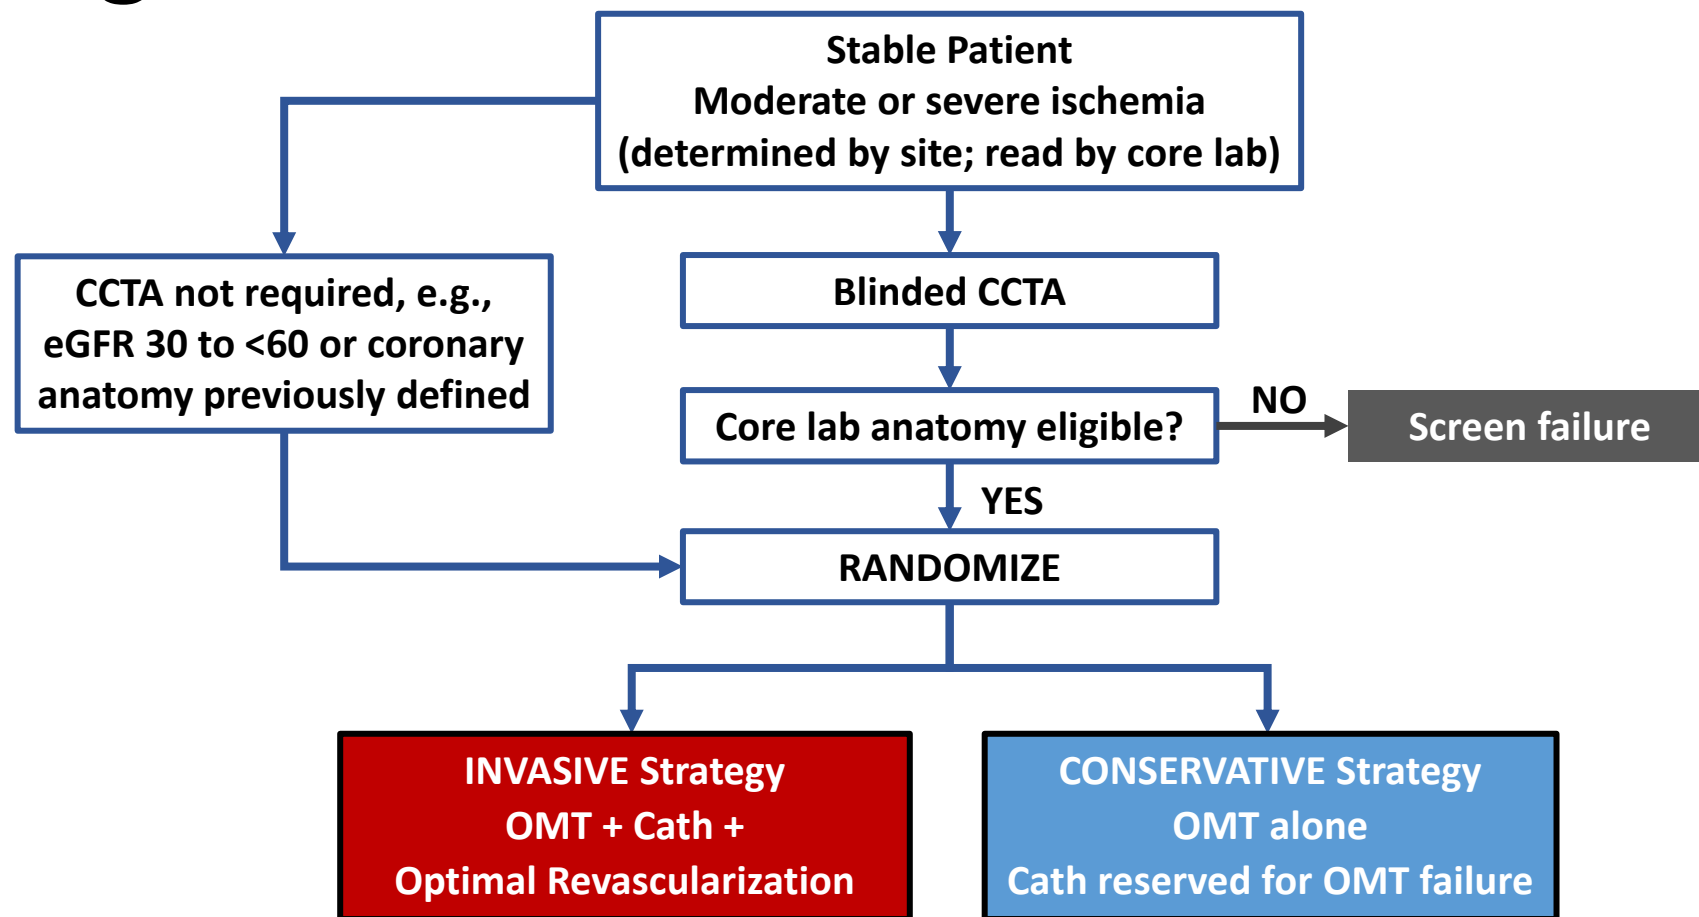 Stable Patient
Moderate or severe ischemia
(determined by site; read by core lab)
CCTA not required, e.g.,
eGFR 30 to <60 or coronary
anatomy previously defined
Blinded CCTA
Core lab anatomy eligible?
NO
Screen failure
YES
RANDOMIZE
INVASIVE Strategy
OMT + Cath +
Optimal Revascularization
CONSERVATIVE Strategy
OMT alone
Cath reserved for OMT failure